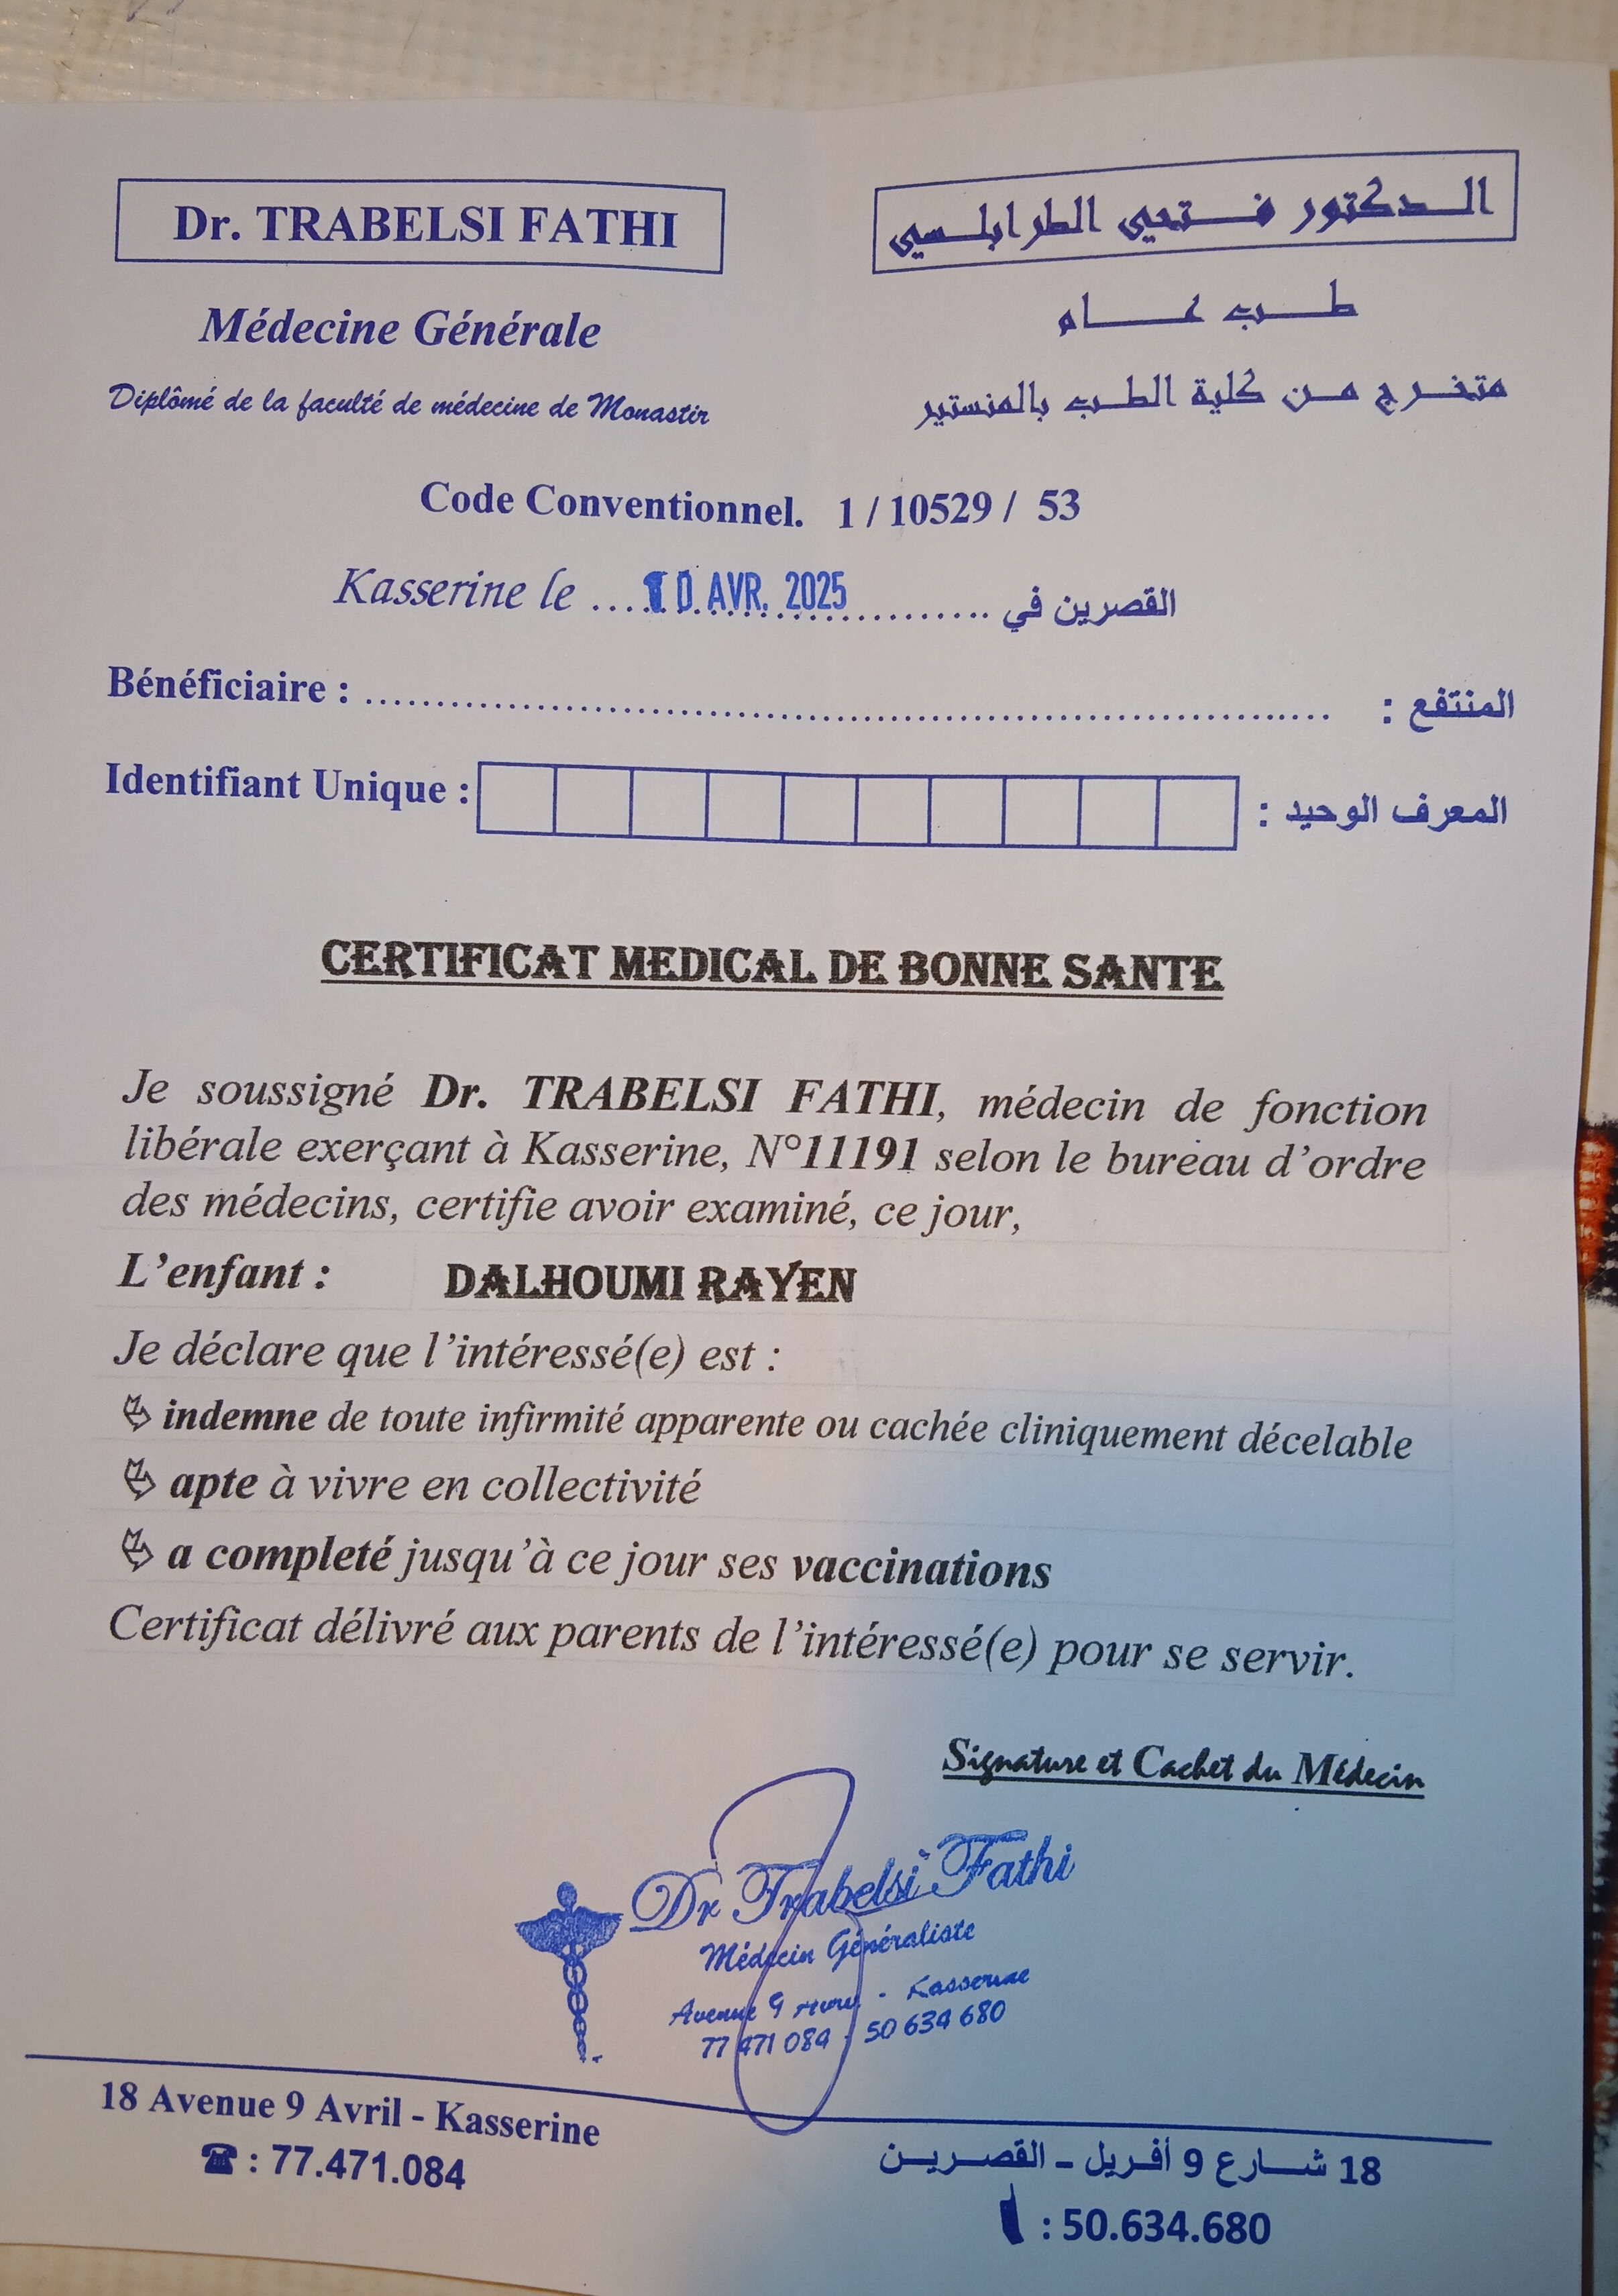 Dr. TRABELSI FATHI
الدكتور فتحي الطرابلسي
Médecine Générale
طب عام
Diplômé de la faculté de médecine de Monastir
متخرج من كلية الطب بالمنستير
Code Conventionnel. 1 / 10529 / 53
Kasserine le .... 10 AVR. 2025 .................... القصرين في
Bénéficiaire : ........................................ المنتفع :
Identifiant Unique : المعرف الوحيد :
CERTIFICAT MEDICAL DE BONNE SANTE
Je soussigné Dr. TRABELSI FATHI, médecin de fonction
libérale exerçant à Kasserine, N°11191 selon le bureau d'ordre
des médecins, certifie avoir examiné, ce jour,
L'enfant : DALHOUMI RAYEN
Je déclare que l'intéressé(e) est :
indemne de toute infirmité apparente ou cachée cliniquement décelable
apte à vivre en collectivité
a completé jusqu'à ce jour ses vaccinations
Certificat délivré aux parents de l'intéressé(e) pour se servir.
Signature et Cachet du Médecin
Dr Trabelsi Fathi
Médecin Généraliste
Avenue 9 Avril - Kasserine
77 471 084 - 50 634 680
18 Avenue 9 Avril - Kasserine
☎ : 77.471.084
18 شارع 9 أفريل - القصرين
: 50.634.680